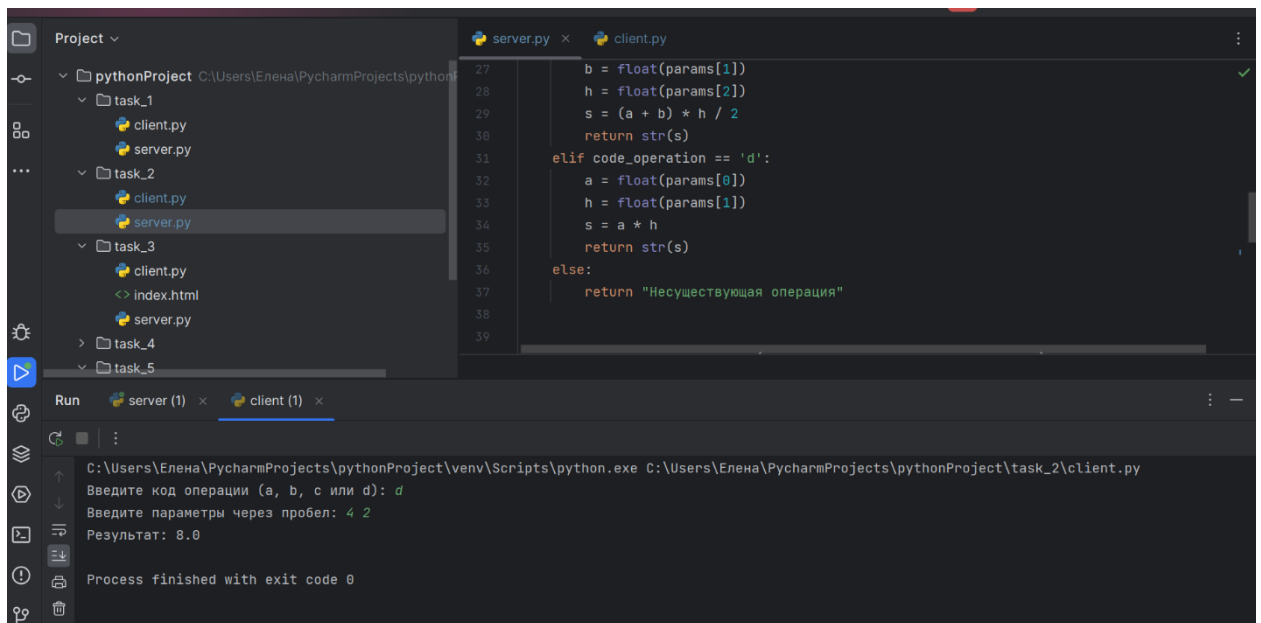 Project
pythonProject C:\Users\Елена\PycharmProjects\pythonP
task_1
client.py
server.py
task_2
client.py
server.py
task_3
client.py
<> index.html
server.py
task_4
task_5
server.py client.py
27 b = float(params[1])
28 h = float(params[2])
29 s = (a + b) * h / 2
30 return str(s)
31 elif code_operation == 'd':
32 a = float(params[0])
33 h = float(params[1])
34 s = a * h
35 return str(s)
36 else:
37 return "Несуществующая операция"
38
39
Run server (1) client (1)
C:\Users\Елена\PycharmProjects\pythonProject\venv\Scripts\python.exe C:\Users\Елена\PycharmProjects\pythonProject\task_2\client.py
Введите код операции (a, b, c или d): d
Введите параметры через пробел: 4 2
Результат: 8.0
Process finished with exit code 0